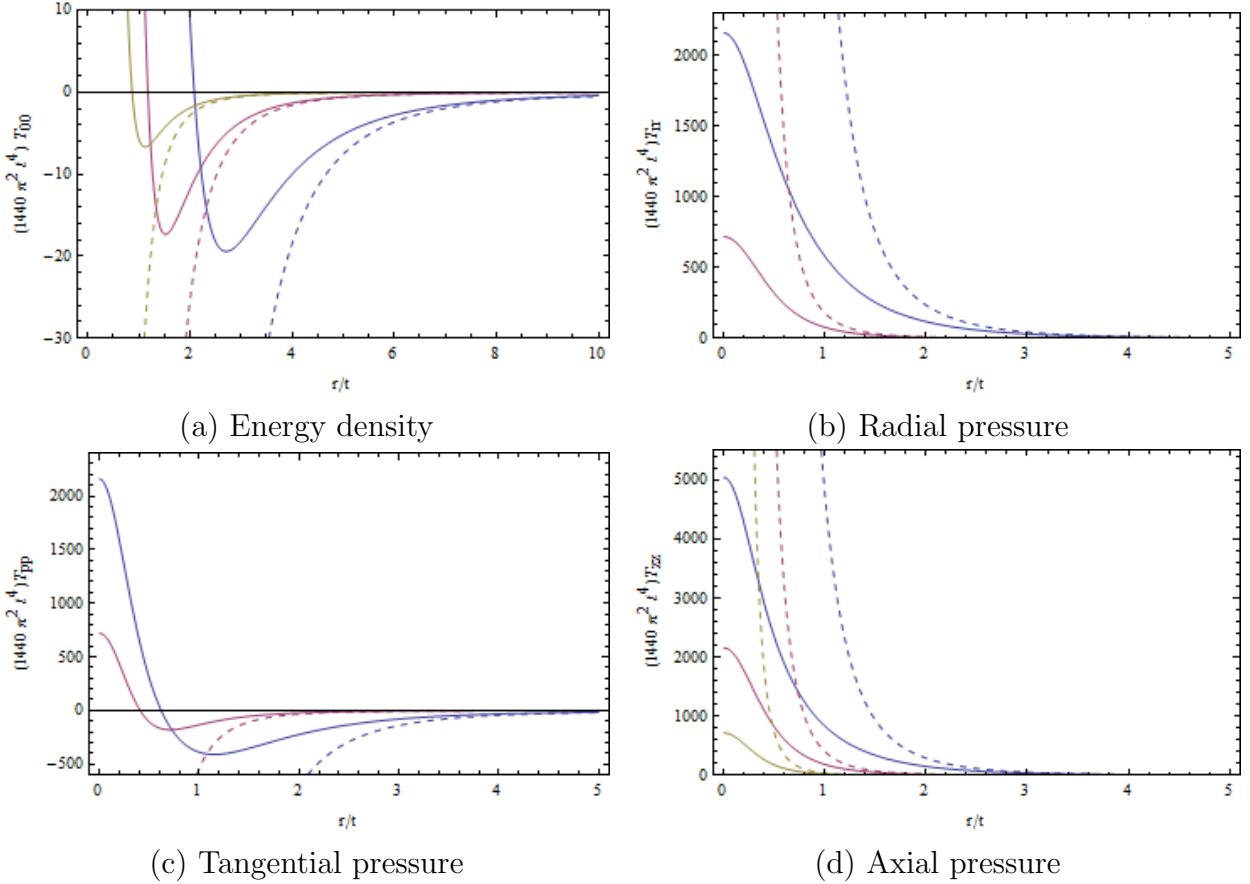 10
0
−10
−20
−30
(1440 π² t⁴) T₀₀
0 2 4 6 8 10
r/t
(a) Energy density
2000
1500
1000
500
0
(1440 π² t⁴)Tᵣᵣ
0 1 2 3 4 5
r/t
(b) Radial pressure
2000
1500
1000
500
0
−500
(1440 π² t⁴)Tₚₚ
0 1 2 3 4 5
r/t
(c) Tangential pressure
5000
4000
3000
2000
1000
0
(1440 π² t⁴)T_zz
0 1 2 3 4 5
r/t
(d) Axial pressure